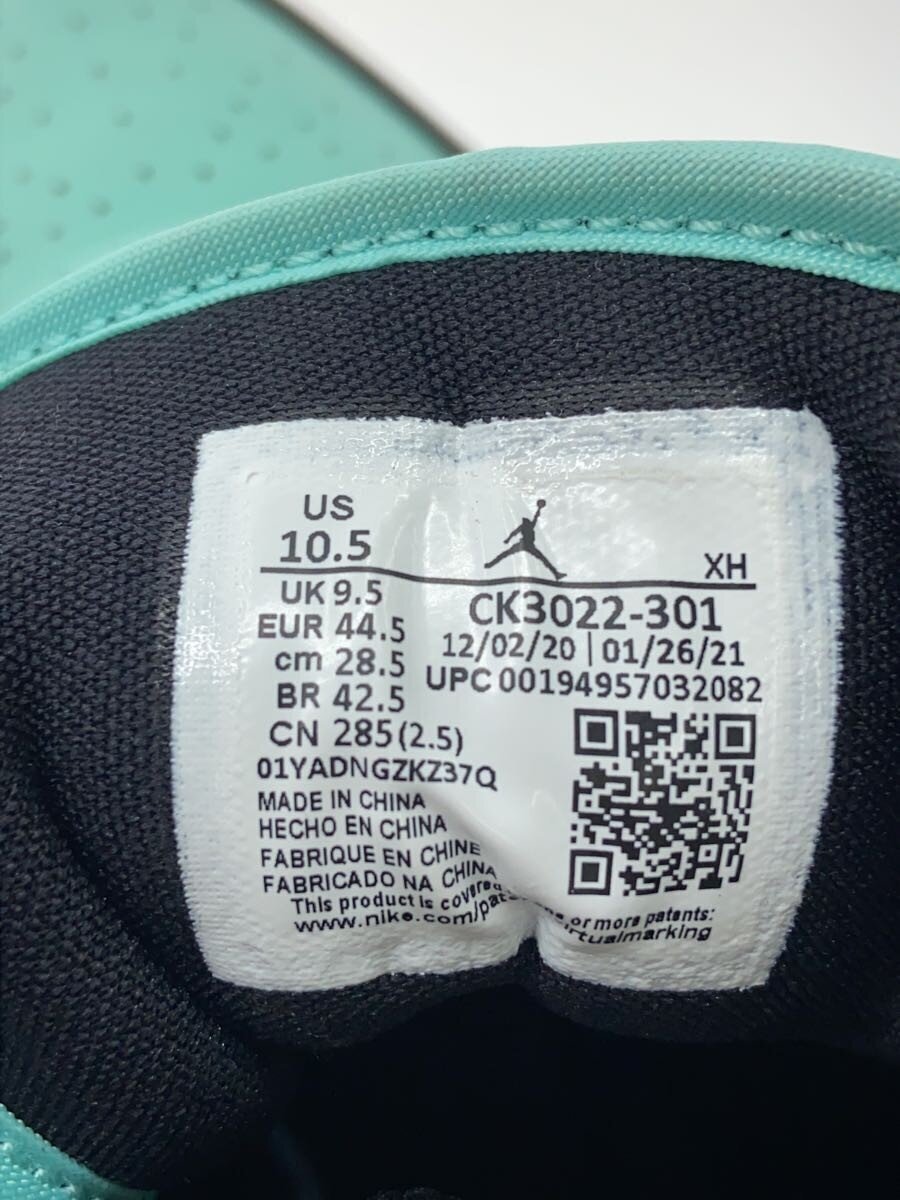 US
10.5
XH
UK 9.5
EUR 44.5
cm 28.5
BR 42.5
CN 285 (2.5)
CK3022-301
12/02/20 | 01/26/21
UPC 00194957032082
01YADNGZKZ37Q
MADE IN CHINA
HECHO EN CHINA
FABRIQUE EN CHINE
FABRICADO NA CHINA
This product is covered or more patents:
www.nike.com/